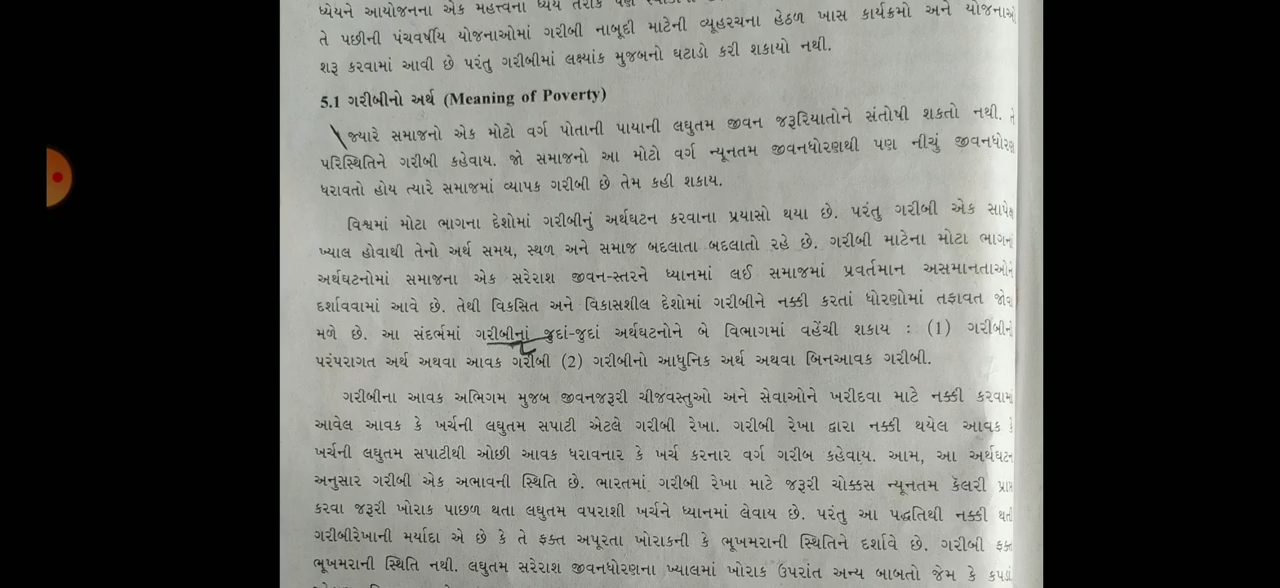 ધ્યેયને આયોજનના એક મહત્ત્વના ધ્યેય તરીકે પણ
તે પછીની પંચવર્ષીય યોજનાઓમાં ગરીબી નાબૂદી માટેની વ્યૂહરચના હેઠળ ખાસ કાર્યક્રમો અને યોજનાઓ
શરૂ કરવામાં આવી છે પરંતુ ગરીબીમાં લક્ષ્યાંક મુજબનો ઘટાડો કરી શકાયો નથી.
5.1 ગરીબીનો અર્થ (Meaning of Poverty)
જ્યારે સમાજનો એક મોટો વર્ગ પોતાની પાયાની લઘુતમ જીવન જરૂરિયાતોને સંતોષી શકતો નથી. તે
પરિસ્થિતિને ગરીબી કહેવાય. જો સમાજનો આ મોટો વર્ગ ન્યૂનતમ જીવનધોરણથી પણ નીચું જીવનધોરણ
ધરાવતો હોય ત્યારે સમાજમાં વ્યાપક ગરીબી છે તેમ કહી શકાય.
વિશ્વમાં મોટા ભાગના દેશોમાં ગરીબીનું અર્થઘટન કરવાના પ્રયાસો થયા છે. પરંતુ ગરીબી એક સાપેક્ષ
ખ્યાલ હોવાથી તેનો અર્થ સમય, સ્થળ અને સમાજ બદલાતા બદલાતો રહે છે. ગરીબી માટેના મોટા ભાગનાં
અર્થઘટનોમાં સમાજના એક સરેરાશ જીવન-સ્તરને ધ્યાનમાં લઈ સમાજમાં પ્રવર્તમાન અસમાનતાઓને
દર્શાવવામાં આવે છે. તેથી વિકસિત અને વિકાસશીલ દેશોમાં ગરીબીને નક્કી કરતાં ધોરણોમાં તફાવત જોવા
મળે છે. આ સંદર્ભમાં ગરીબીનાં જુદાં-જુદાં અર્થઘટનોને બે વિભાગમાં વહેંચી શકાય : (1) ગરીબીનો
પરંપરાગત અર્થ અથવા આવક ગરીબી (2) ગરીબીનો આધુનિક અર્થ અથવા બિનઆવક ગરીબી.
ગરીબીના આવક અભિગમ મુજબ જીવનજરૂરી ચીજવસ્તુઓ અને સેવાઓને ખરીદવા માટે નક્કી કરવામાં
આવેલ આવક કે ખર્ચની લઘુતમ સપાટી એટલે ગરીબી રેખા. ગરીબી રેખા દ્વારા નક્કી થયેલ આવક કે
ખર્ચની લઘુતમ સપાટીથી ઓછી આવક ધરાવનાર કે ખર્ચ કરનાર વર્ગ ગરીબ કહેવાય. આમ, આ અર્થઘટન
અનુસાર ગરીબી એક અભાવની સ્થિતિ છે. ભારતમાં ગરીબી રેખા માટે જરૂરી ચોક્કસ ન્યૂનતમ કૅલરી પ્રાપ્ત
કરવા જરૂરી ખોરાક પાછળ થતા લઘુતમ વપરાશી ખર્ચને ધ્યાનમાં લેવાય છે. પરંતુ આ પદ્ધતિથી નક્કી થતી
ગરીબીરેખાની મર્યાદા એ છે કે તે ફક્ત અપૂરતા ખોરાકની કે ભૂખમરાની સ્થિતિને દર્શાવે છે. ગરીબી ફક્ત
ભૂખમરાની સ્થિતિ નથી. લઘુતમ સરેરાશ જીવનધોરણના ખ્યાલમાં ખોરાક ઉપરાંત અન્ય બાબતો જેમ કે કપડાં